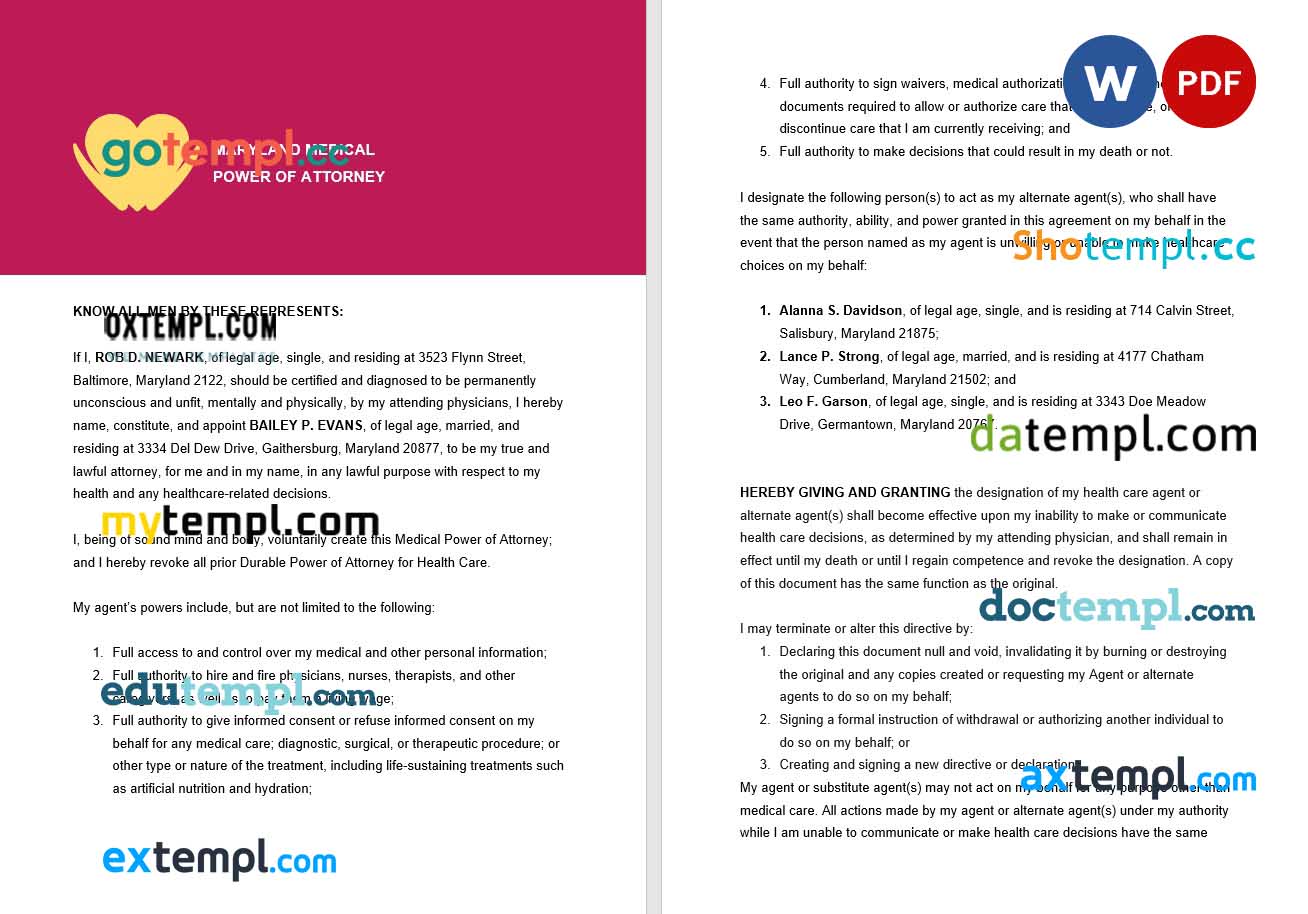 gotempl.cc
MARYLAND MEDICAL
POWER OF ATTORNEY
KNOW ALL MEN BY THESE REPRESENTS:
OXTEMPL.COM
If I, ROB D. NEWARK, of legal age, single, and residing at 3523 Flynn Street,
Baltimore, Maryland 2122, should be certified and diagnosed to be permanently
unconscious and unfit, mentally and physically, by my attending physicians, I hereby
name, constitute, and appoint BAILEY P. EVANS, of legal age, married, and
residing at 3334 Del Dew Drive, Gaithersburg, Maryland 20877, to be my true and
lawful attorney, for me and in my name, in any lawful purpose with respect to my
health and any healthcare-related decisions.
mytempl.com
I, being of sound mind and body, voluntarily create this Medical Power of Attorney;
and I hereby revoke all prior Durable Power of Attorney for Health Care.
My agent's powers include, but are not limited to the following:
1. Full access to and control over my medical and other personal information;
2. Full authority to hire and fire physicians, nurses, therapists, and other
caregivers, as well as to pay them a living wage;
edutempl.com
3. Full authority to give informed consent or refuse informed consent on my
behalf for any medical care; diagnostic, surgical, or therapeutic procedure; or
other type or nature of the treatment, including life-sustaining treatments such
as artificial nutrition and hydration;
extempl.com
W PDF
4. Full authority to sign waivers, medical
documents required to allow or authorize care that
discontinue care that I am currently receiving; and
5. Full authority to make decisions that could result in my death or not.
I designate the following person(s) to act as my alternate agent(s), who shall have
the same authority, ability, and power granted in this agreement on my behalf in the
event that the person named as my agent is unwilling or unable to make healthcare
Shotempl.cc
choices on my behalf:
1. Alanna S. Davidson, of legal age, single, and is residing at 714 Calvin Street,
Salisbury, Maryland 21875;
2. Lance P. Strong, of legal age, married, and is residing at 4177 Chatham
Way, Cumberland, Maryland 21502; and
3. Leo F. Garson, of legal age, single, and is residing at 3343 Doe Meadow
Drive, Germantown, Maryland 20767.
datempl.com
HEREBY GIVING AND GRANTING the designation of my health care agent or
alternate agent(s) shall become effective upon my inability to make or communicate
health care decisions, as determined by my attending physician, and shall remain in
effect until my death or until I regain competence and revoke the designation. A copy
of this document has the same function as the original.
doctempl.com
I may terminate or alter this directive by:
1. Declaring this document null and void, invalidating it by burning or destroying
the original and any copies created or requesting my Agent or alternate
agents to do so on my behalf;
2. Signing a formal instruction of withdrawal or authorizing another individual to
do so on my behalf; or
3. Creating and signing a new directive or declaration.
axtempl.com
My agent or substitute agent(s) may not act on my behalf for any purpose other than
medical care. All actions made by my agent or alternate agent(s) under my authority
while I am unable to communicate or make health care decisions have the same